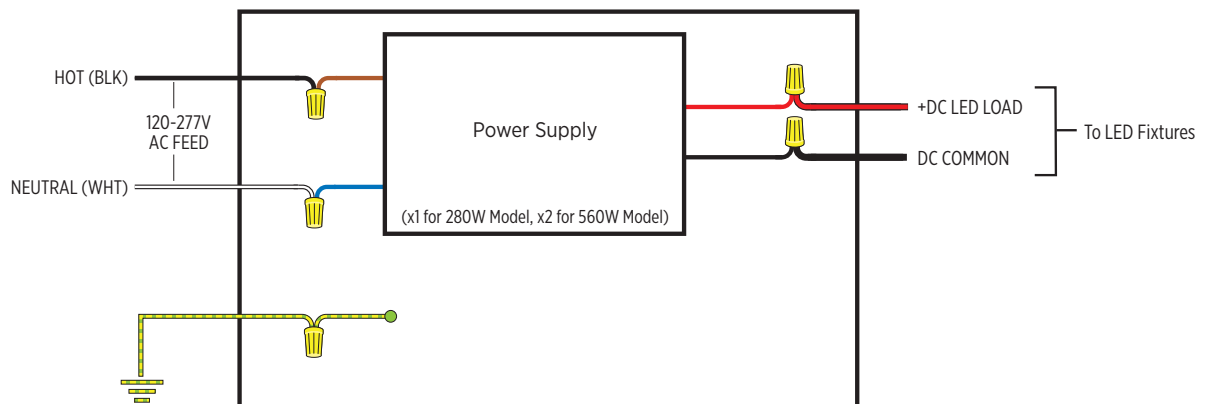 HOT (BLK)
120-277V
AC FEED
NEUTRAL (WHT)
Power Supply
(x1 for 280W Model, x2 for 560W Model)
+DC LED LOAD
DC COMMON
To LED Fixtures